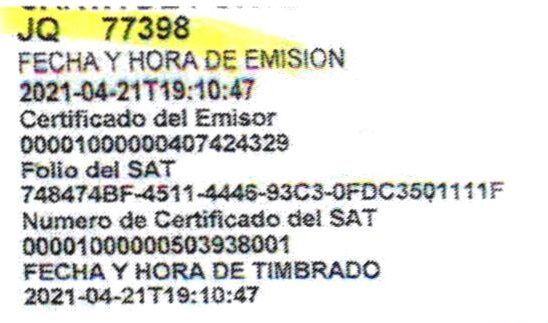 JQ 77398
FECHA Y HORA DE EMISION
2021-04-21T19:10:47
Certificado del Emisor
00001000000407424329
Folio del SAT
748474BF-4511-4446-93C3-0FDC3501111F
Numero de Certificado del SAT
00001000000503938001
FECHA Y HORA DE TIMBRADO
2021-04-21T19:10:47